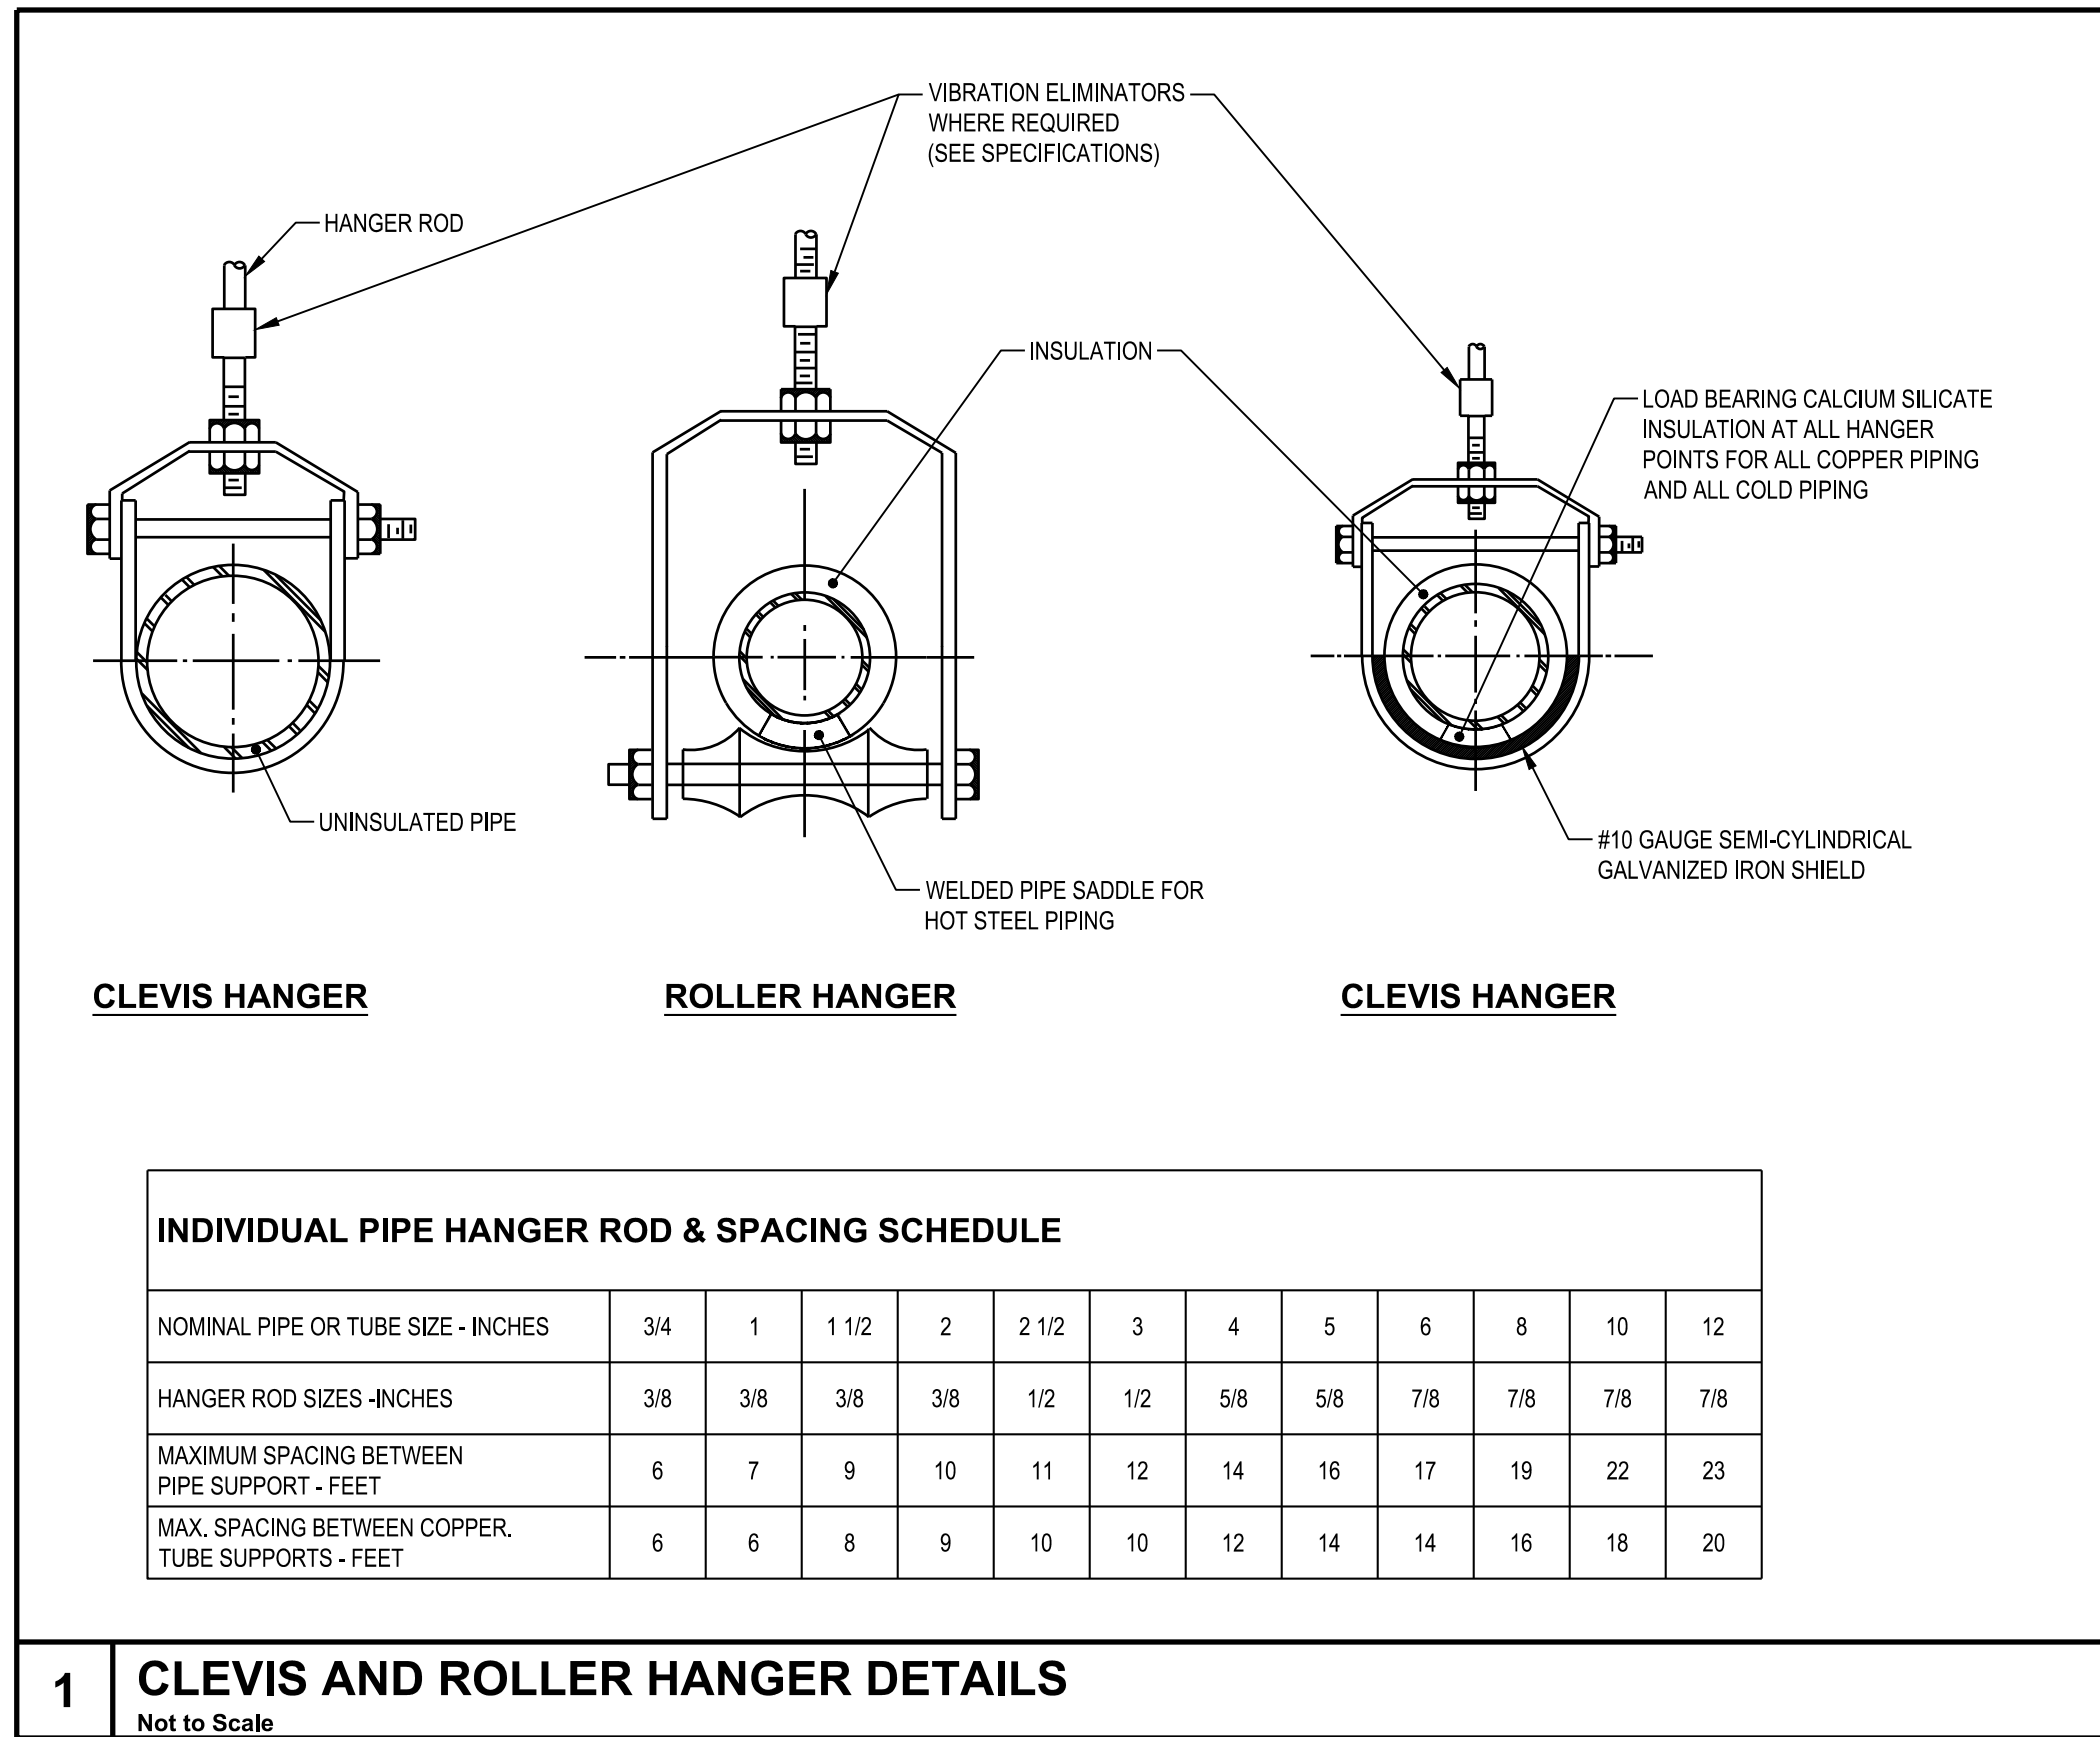 VIBRATION ELIMINATORS
WHERE REQUIRED
(SEE SPECIFICATIONS)
HANGER ROD
INSULATION
LOAD BEARING CALCIUM SILICATE
INSULATION AT ALL HANGER
POINTS FOR ALL COPPER PIPING
AND ALL COLD PIPING
UNINSULATED PIPE
#10 GAUGE SEMI-CYLINDRICAL
GALVANIZED IRON SHIELD
WELDED PIPE SADDLE FOR
HOT STEEL PIPING
CLEVIS HANGER
ROLLER HANGER
CLEVIS HANGER
INDIVIDUAL PIPE HANGER ROD & SPACING SCHEDULE
NOMINAL PIPE OR TUBE SIZE - INCHES 3/4 1 1 1/2 2 2 1/2 3 4 5 6 8 10 12
HANGER ROD SIZES -INCHES 3/8 3/8 3/8 3/8 1/2 1/2 5/8 5/8 7/8 7/8 7/8 7/8
MAXIMUM SPACING BETWEEN
PIPE SUPPORT - FEET 6 7 9 10 11 12 14 16 17 19 22 23
MAX. SPACING BETWEEN COPPER.
TUBE SUPPORTS - FEET 6 6 8 9 10 10 12 14 14 16 18 20
1 CLEVIS AND ROLLER HANGER DETAILS
Not to Scale